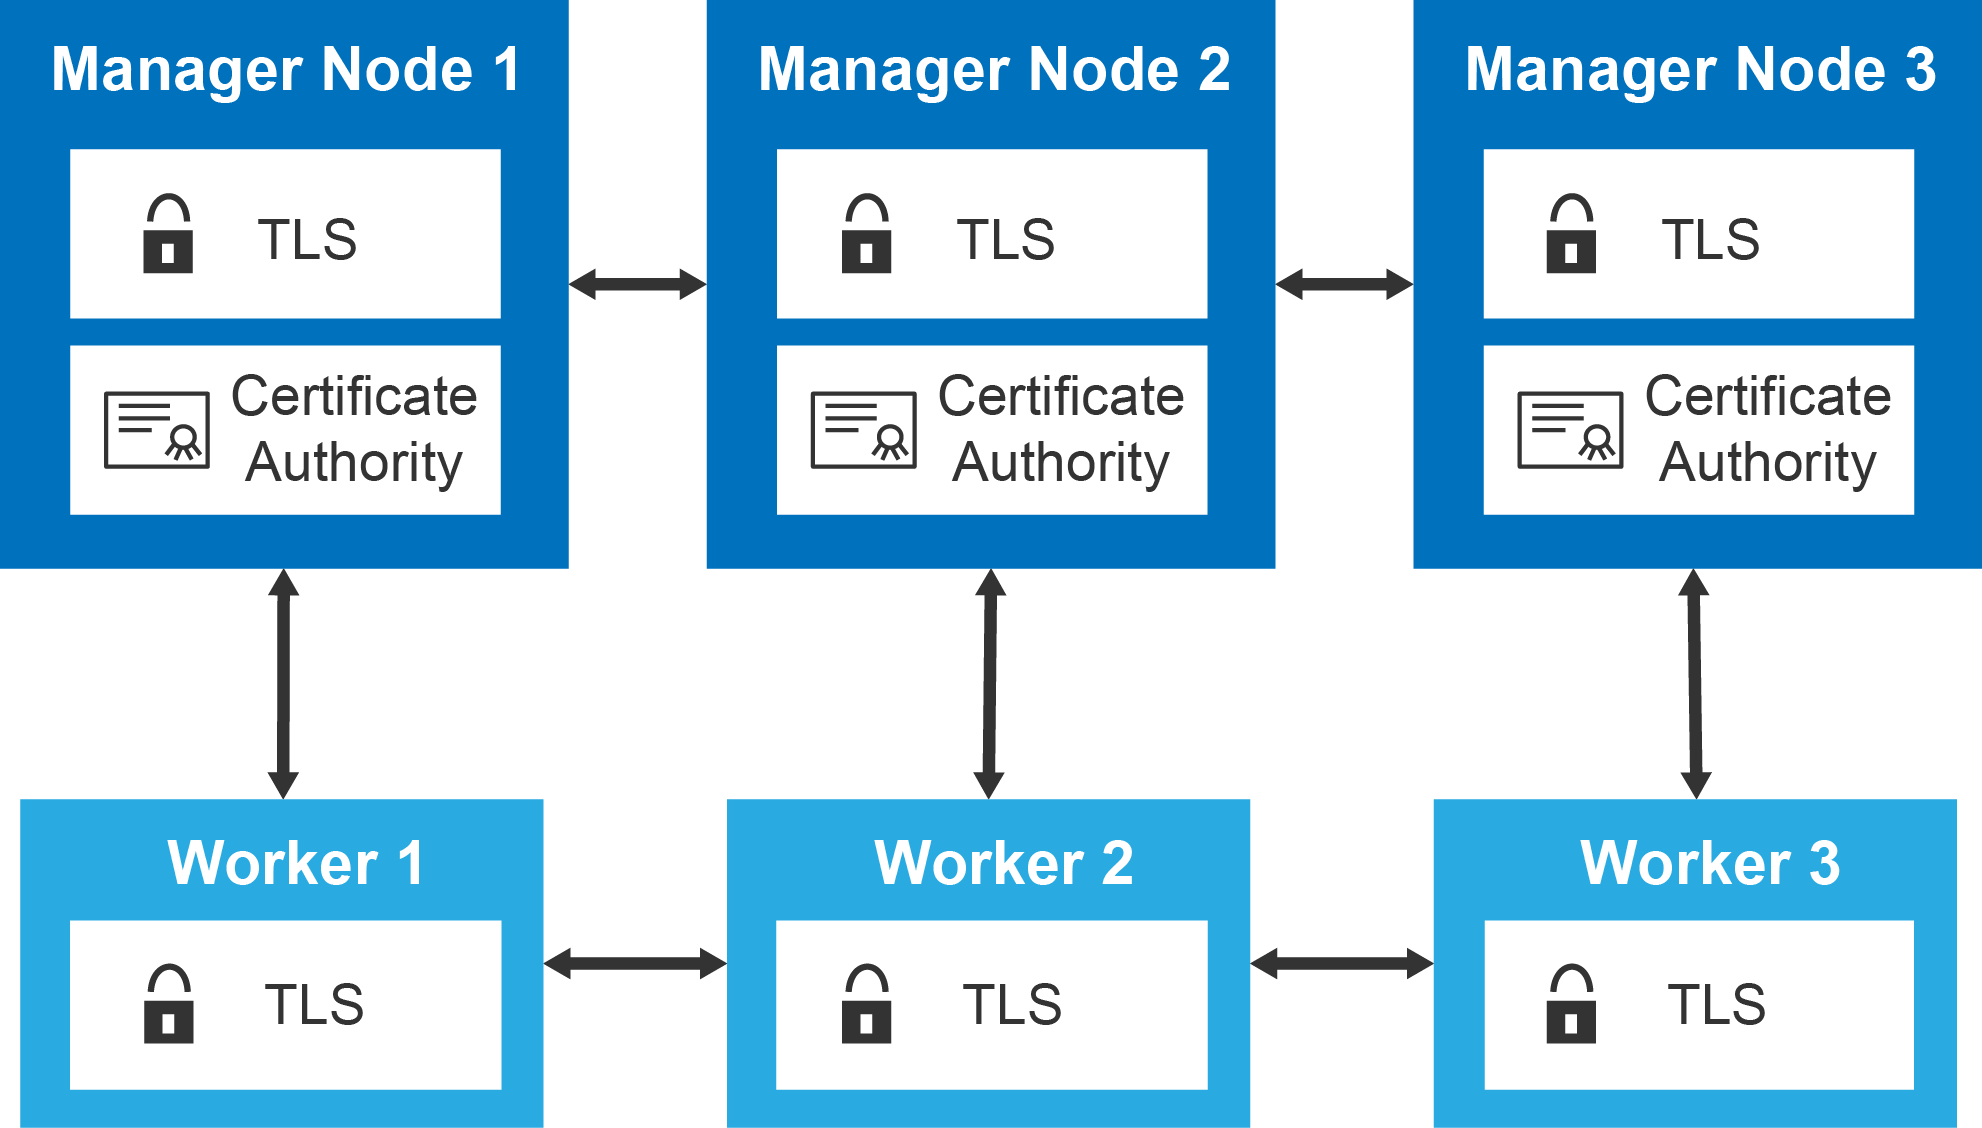 Manager Node 1
TLS
Certificate
Authority
Manager Node 2
TLS
Certificate
Authority
Manager Node 3
TLS
Certificate
Authority
Worker 1
TLS
Worker 2
TLS
Worker 3
TLS